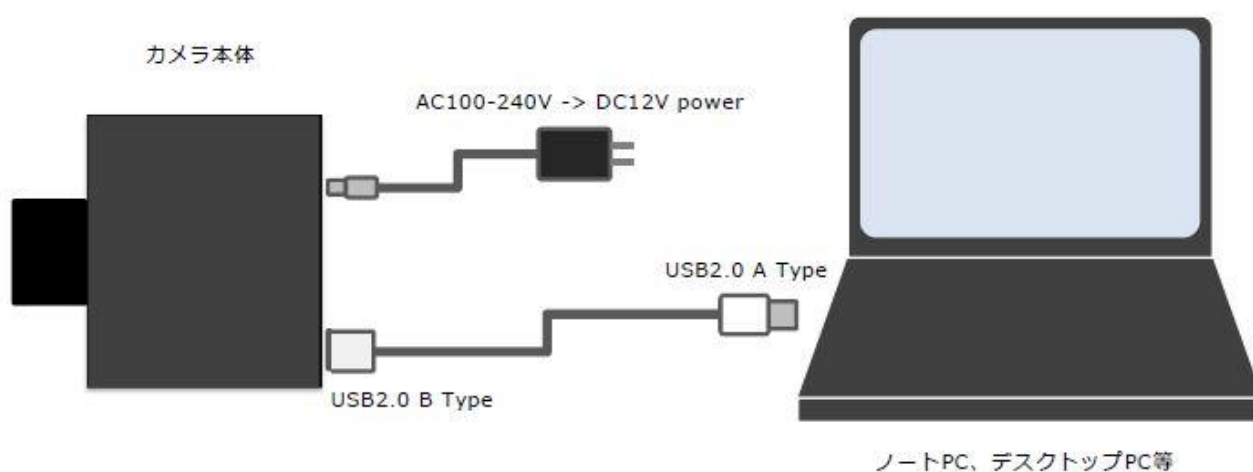 カメラ本体
AC100-240V -> DC12V power
USB2.0 A Type
USB2.0 B Type
ノートPC、デスクトップPC等